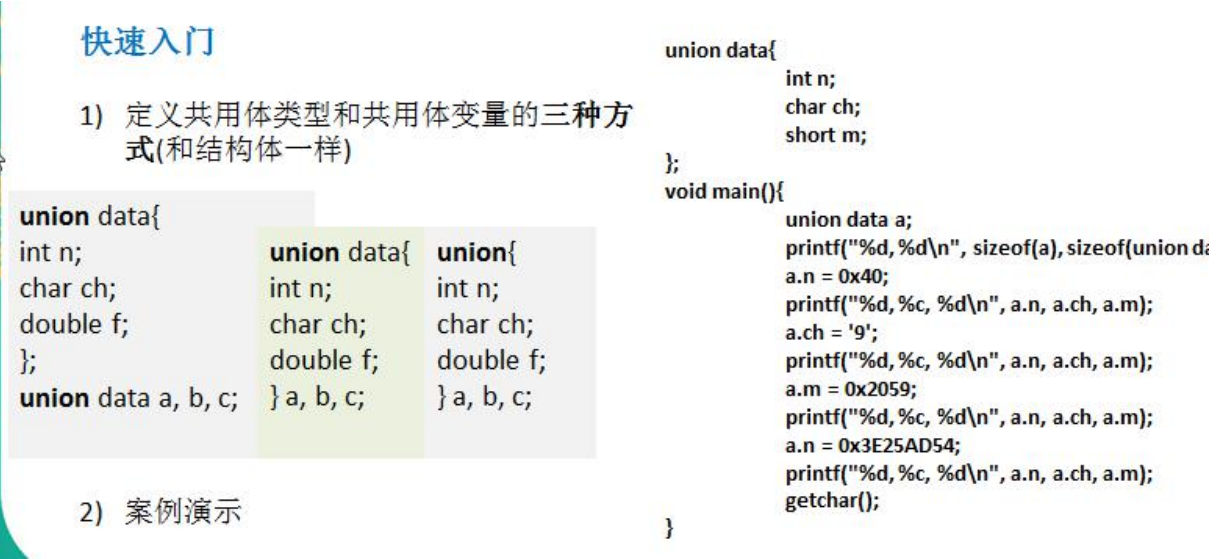 快速入门
1) 定义共用体类型和共用体变量的三种方
式(和结构体一样)
union data{
int n;
char ch;
double f;
};
union data a, b, c;
union data{
int n;
char ch;
double f;
} a, b, c;
union{
int n;
char ch;
double f;
} a, b, c;
2) 案例演示
union data{
int n;
char ch;
short m;
};
void main(){
union data a;
printf("%d, %d\n", sizeof(a), sizeof(union da
a.n = 0x40;
printf("%d, %c, %d\n", a.n, a.ch, a.m);
a.ch = '9';
printf("%d, %c, %d\n", a.n, a.ch, a.m);
a.m = 0x2059;
printf("%d, %c, %d\n", a.n, a.ch, a.m);
a.n = 0x3E25AD54;
printf("%d, %c, %d\n", a.n, a.ch, a.m);
getchar();
}